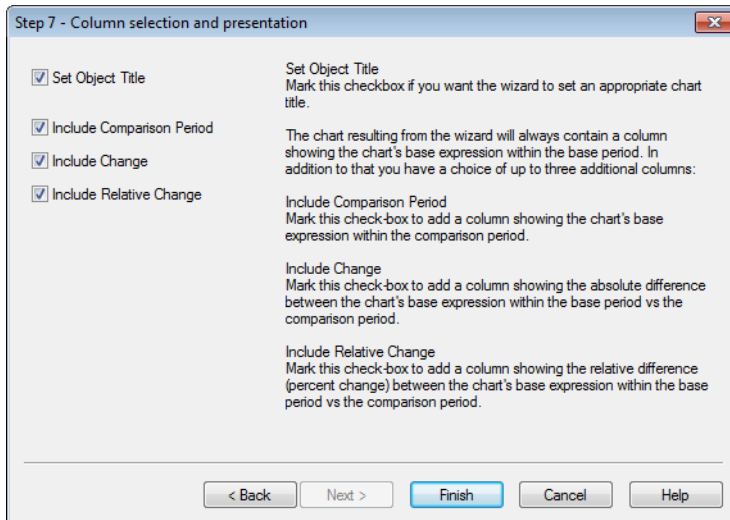 Step 7 - Column selection and presentation
Set Object Title
Include Comparison Period
Include Change
Include Relative Change
Set Object Title
Mark this checkbox if you want the wizard to set an appropriate chart
title.
The chart resulting from the wizard will always contain a column
showing the chart's base expression within the base period. In
addition to that you have a choice of up to three additional columns:
Include Comparison Period
Mark this check-box to add a column showing the chart's base
expression within the comparison period.
Include Change
Mark this check-box to add a column showing the absolute difference
between the chart's base expression within the base period vs the
comparison period.
Include Relative Change
Mark this check-box to add a column showing the relative difference
(percent change) between the chart's base expression within the base
period vs the comparison period.
< Back
Next >
Finish
Cancel
Help